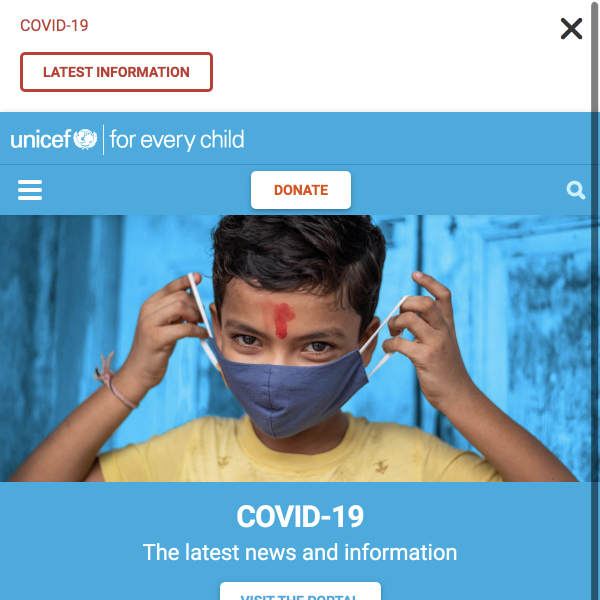 COVID-19
LATEST INFORMATION
unicef for every child
DONATE
COVID-19
The latest news and information
VISIT THE PORTAL